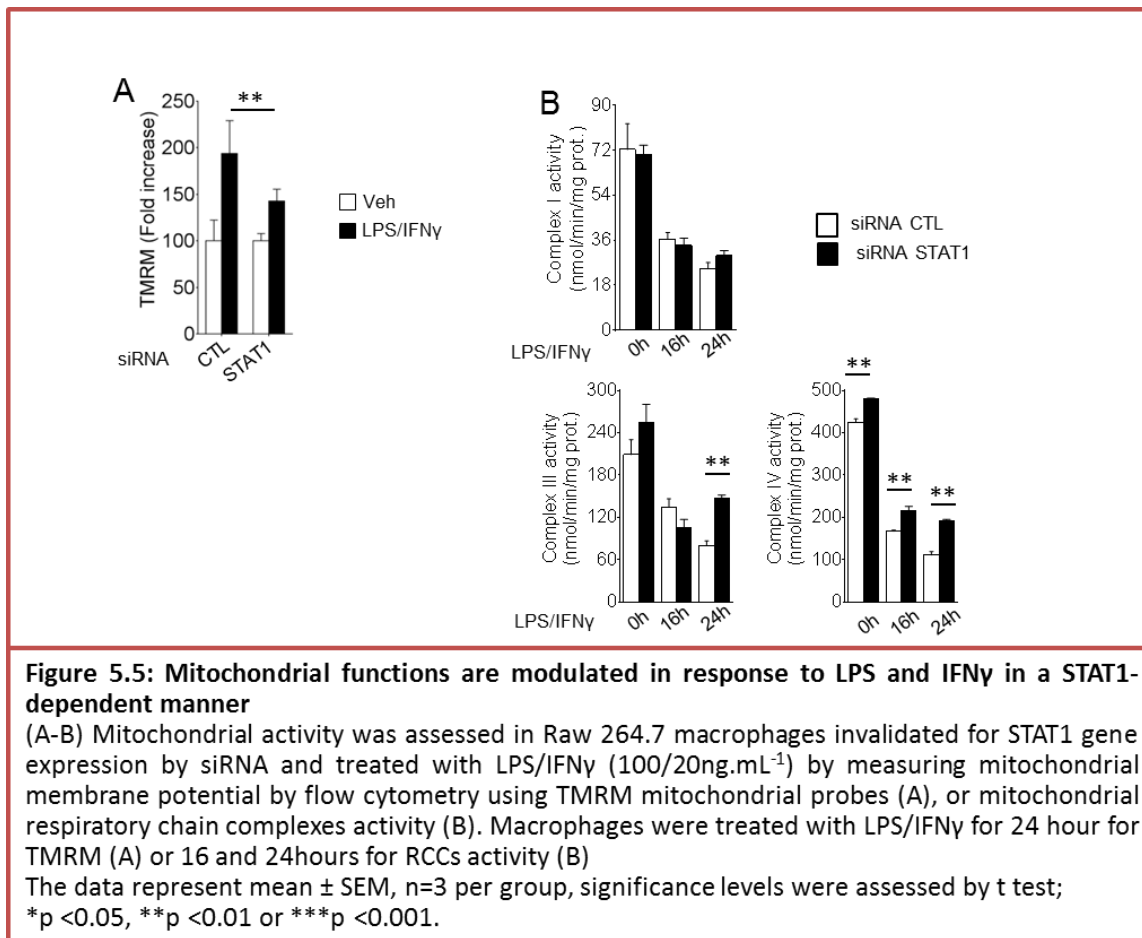 A
**
TMRM (Fold increase)
250
200
150
100
50
0
siRNA
CTL
STAT1
Veh
LPS/IFNγ
B
Complex I activity
(nmol/min/mg prot.)
90
72
54
36
18
0
LPS/IFNγ
0h
16h
24h
siRNA CTL
siRNA STAT1
Complex III activity
(nmol/min/mg prot.)
300
240
180
120
60
0
**
LPS/IFNγ
0h
16h
24h
Complex IV activity
(nmol/min/mg prot.)
500
400
300
200
100
0
**
**
**
0h
16h
24h
Figure 5.5: Mitochondrial functions are modulated in response to LPS and IFNγ in a STAT1-
dependent manner
(A-B) Mitochondrial activity was assessed in Raw 264.7 macrophages invalidated for STAT1 gene
expression by siRNA and treated with LPS/IFNγ (100/20ng.mL⁻¹) by measuring mitochondrial
membrane potential by flow cytometry using TMRM mitochondrial probes (A), or mitochondrial
respiratory chain complexes activity (B). Macrophages were treated with LPS/IFNγ for 24 hour for
TMRM (A) or 16 and 24hours for RCCs activity (B)
The data represent mean ± SEM, n=3 per group, significance levels were assessed by t test;
*p <0.05, **p <0.01 or ***p <0.001.